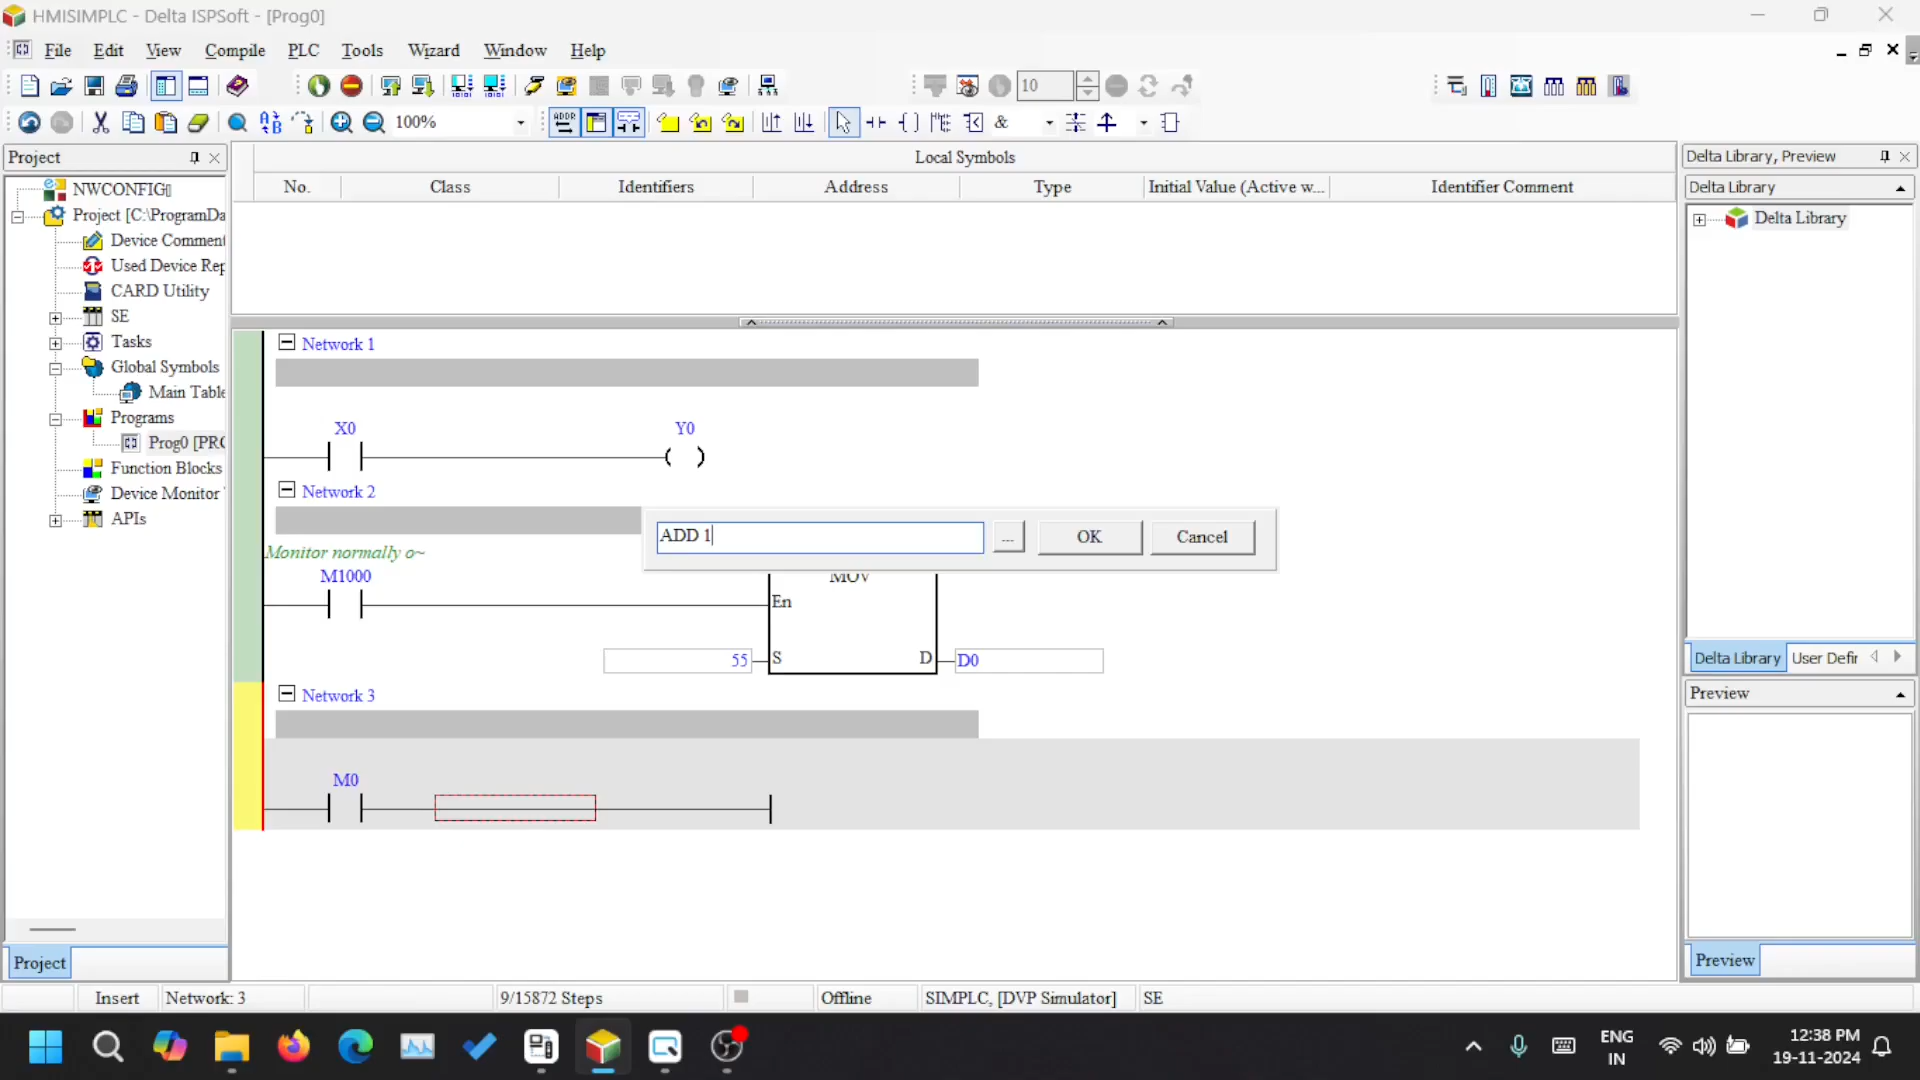 HMISIMPLC - Delta ISPSoft - [Prog0]
File Edit View Compile PLC Tools Wizard Window Help
10
100%
ADDR
&
Project
NWCONFIG
Project [C:\ProgramDa
Device Comment
Used Device Rep
CARD Utility
SE
Tasks
Global Symbols
Main Table
Programs
Prog0 [PRC
Function Blocks
Device Monitor
APIs
Project
Local Symbols
No. Class Identifiers Address Type Initial Value (Active w... Identifier Comment
Network 1
X0 Y0
Network 2
ADD 1 ... OK Cancel
Monitor normally o~
M1000 MOV
En
55 S D D0
Network 3
M0
Delta Library, Preview
Delta Library
Delta Library
Delta Library User Defir
Preview
Preview
Insert Network: 3 9/15872 Steps Offline SIMPLC, [DVP Simulator] SE
ENG
IN
12:38 PM
19-11-2024